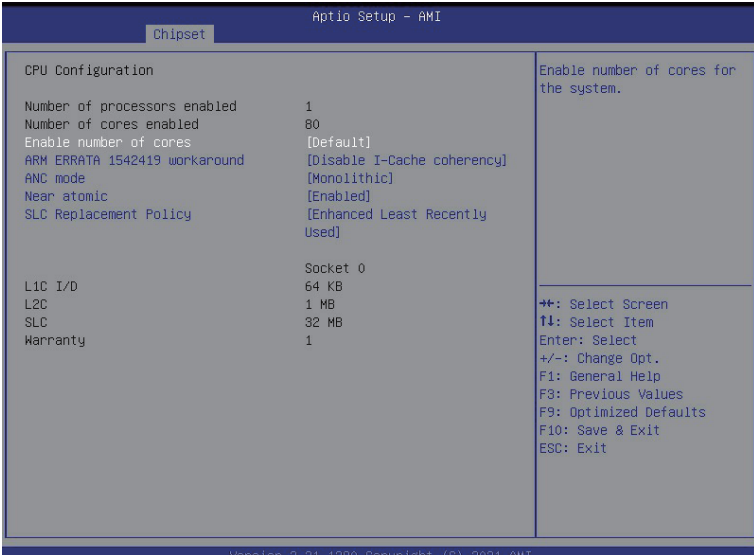 Aptio Setup – AMI
Chipset
CPU Configuration
Number of processors enabled 1
Number of cores enabled 80
Enable number of cores [Default]
ARM ERRATA 1542419 workaround [Disable I-Cache coherency]
ANC mode [Monolithic]
Near atomic [Enabled]
SLC Replacement Policy [Enhanced Least Recently
Used]
Socket 0
L1C I/D 64 KB
L2C 1 MB
SLC 32 MB
Warranty 1
Enable number of cores for
the system.
→←: Select Screen
↑↓: Select Item
Enter: Select
+/-: Change Opt.
F1: General Help
F3: Previous Values
F9: Optimized Defaults
F10: Save & Exit
ESC: Exit